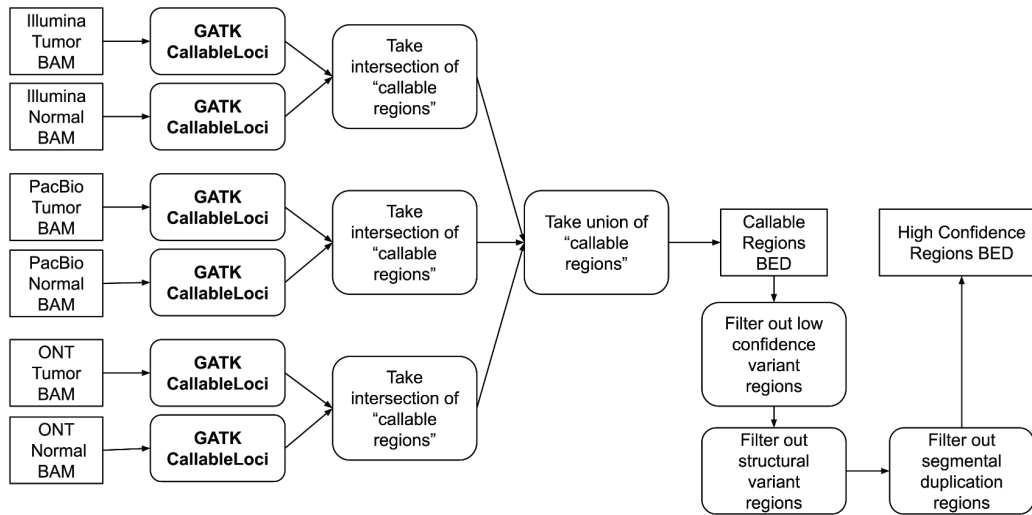 Illumina
Tumor
BAM
GATK
CallableLoci
Illumina
Normal
BAM
GATK
CallableLoci
Take
intersection of
“callable
regions”
PacBio
Tumor
BAM
GATK
CallableLoci
PacBio
Normal
BAM
GATK
CallableLoci
Take
intersection of
“callable
regions”
ONT
Tumor
BAM
GATK
CallableLoci
ONT
Normal
BAM
GATK
CallableLoci
Take
intersection of
“callable
regions”
Take union of
“callable
regions”
Callable
Regions
BED
Filter out low
confidence
variant
regions
Filter out
structural
variant regions
Filter out
segmental
duplication
regions
High Confidence
Regions BED